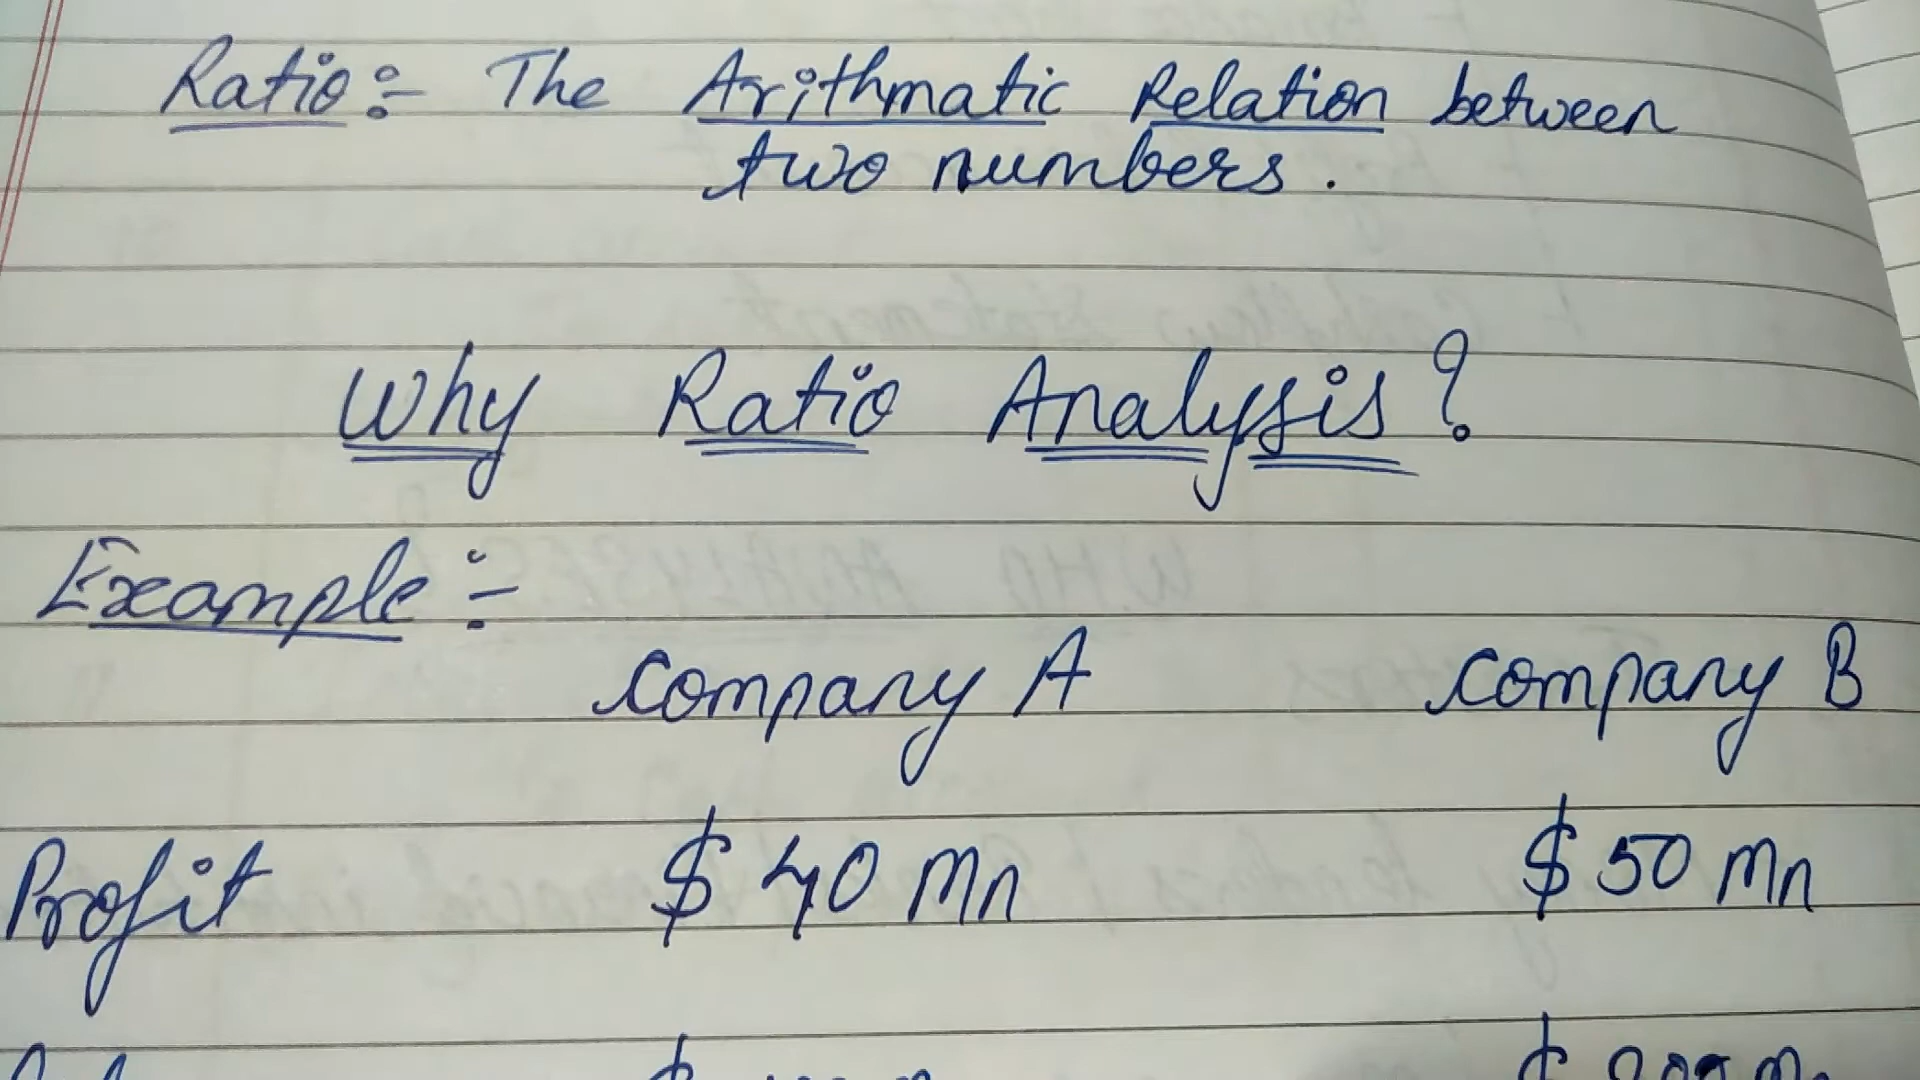 Ratio:- The Arithmatic Relation between
two numbers.
Why Ratio Analysis?
Example:-
Company A Company B
Profit $ 40 Mn $ 50 Mn